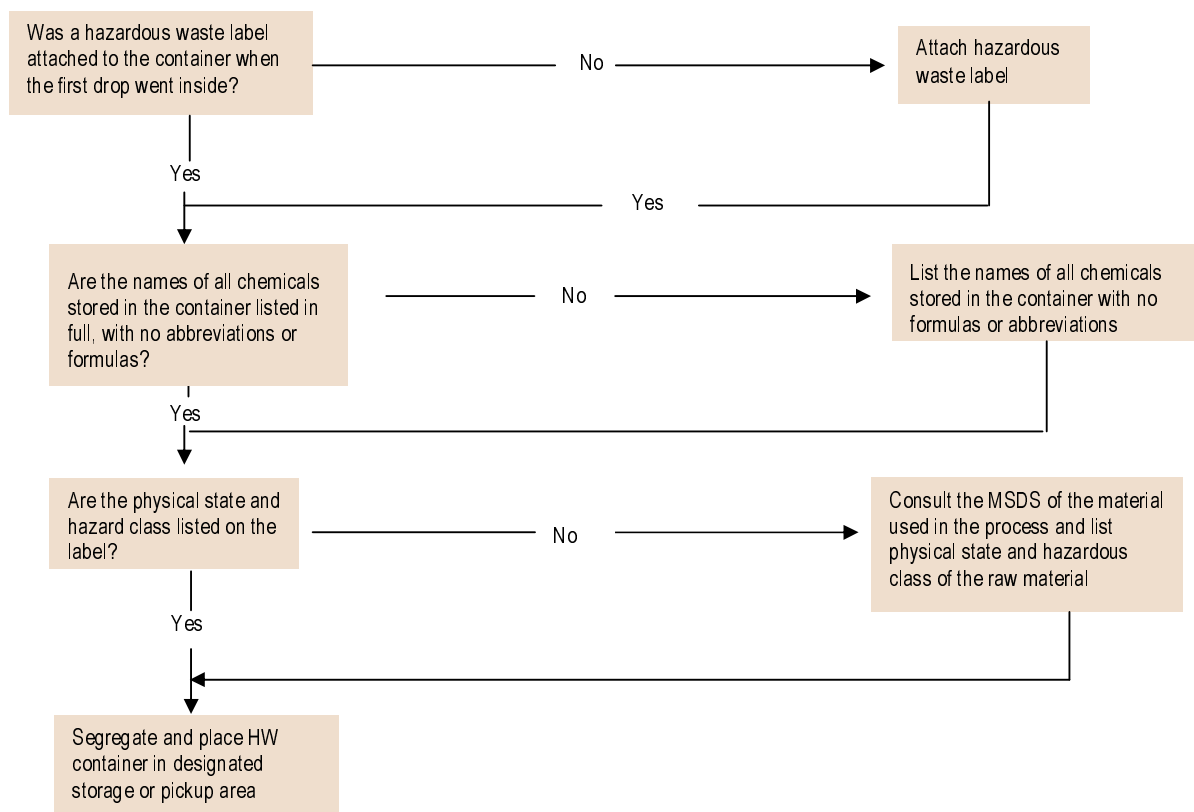 Was a hazardous waste label
attached to the container when
the first drop went inside?
No
Attach hazardous
waste label
Yes
Yes
Are the names of all chemicals
stored in the container listed in
full, with no abbreviations or
formulas?
No
List the names of all chemicals
stored in the container with no
formulas or abbreviations
Yes
Are the physical state and
hazard class listed on the
label?
No
Consult the MSDS of the material
used in the process and list
physical state and hazardous
class of the raw material
Yes
Segregate and place HW
container in designated
storage or pickup area